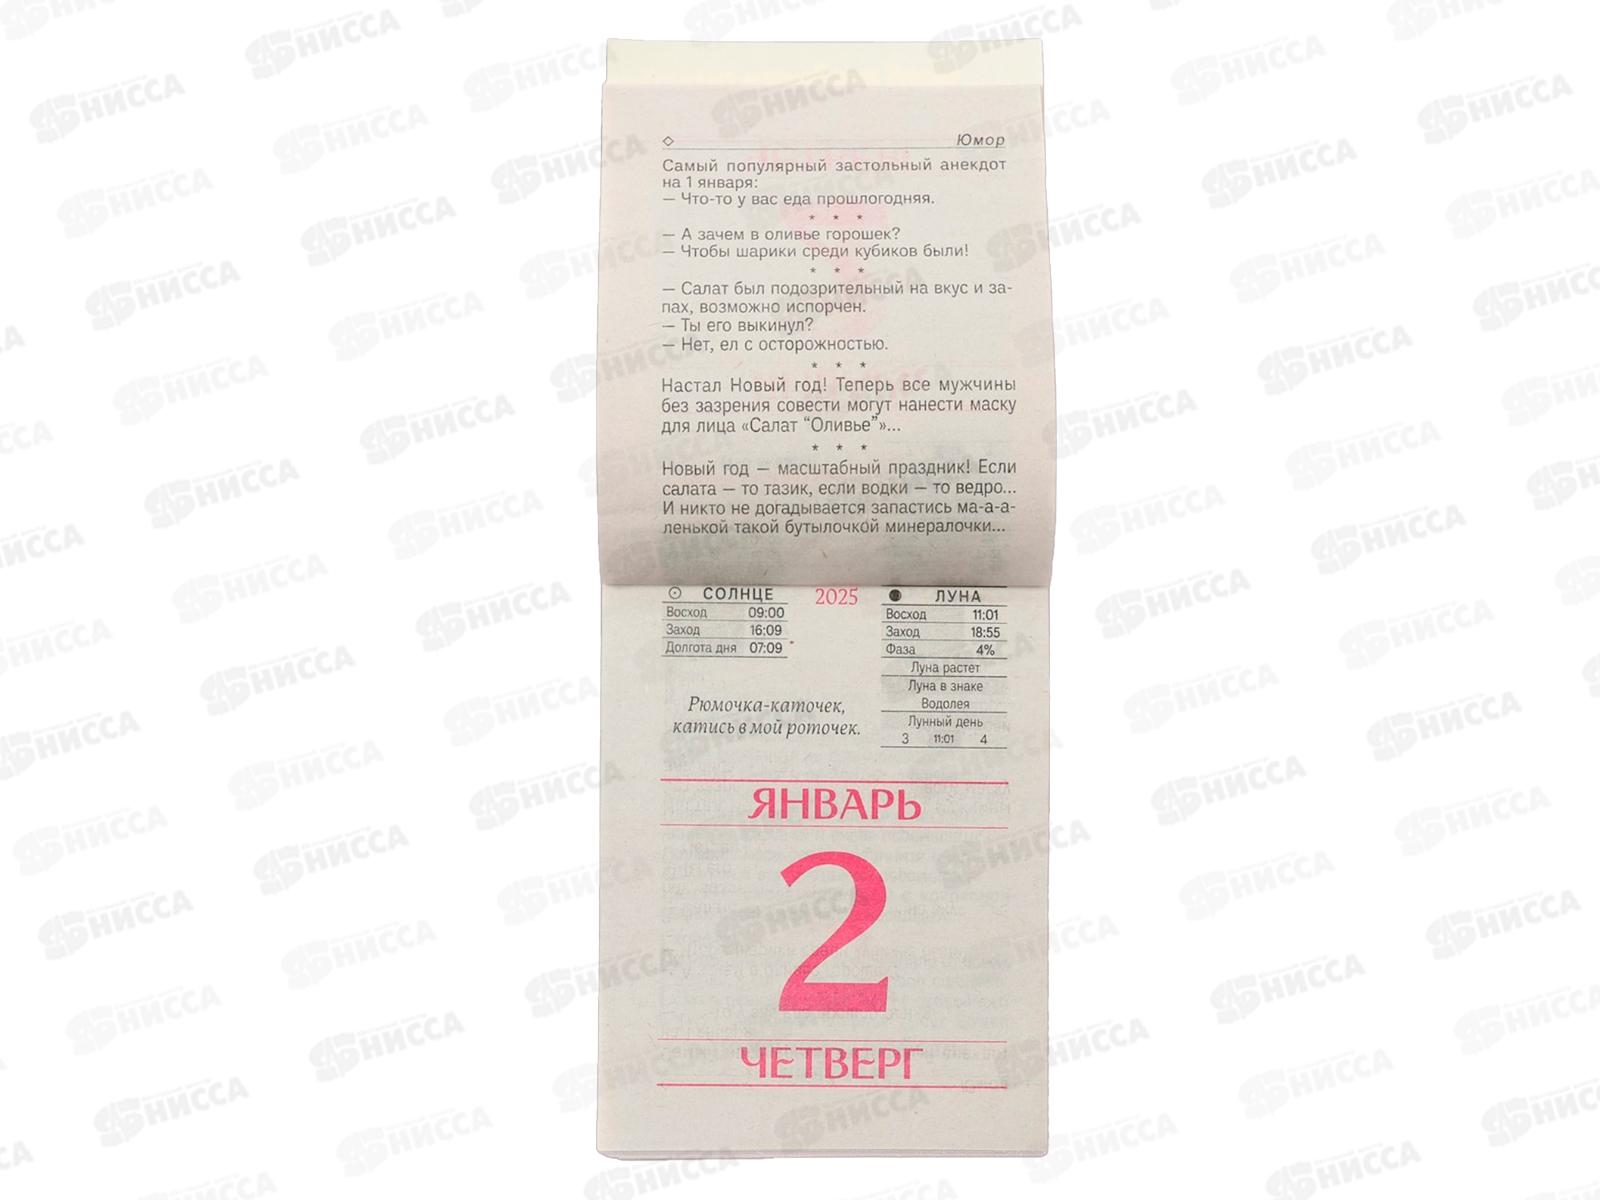 Юмор
Самый популярный застольный анекдот
на 1 января:
— Что-то у вас еда прошлогодняя.
* * *
— А зачем в оливье горошек?
— Чтобы шарики среди кубиков были!
* * *
— Салат был подозрительный на вкус и за-
пах, возможно испорчен.
— Ты его выкинул?
— Нет, ел с осторожностью.
* * *
Настал Новый год! Теперь все мужчины
без зазрения совести могут нанести маску
для лица «Салат “Оливье”»...
* * *
Новый год — масштабный праздник! Если
салата — то тазик, если водки — то ведро...
И никто не догадывается запастись ма-а-а-
ленькой такой бутылочкой минералочки...
СОЛНЦЕ
Восход 09:00
Заход 16:09
Долгота дня 07:09
2025
ЛУНА
Восход 11:01
Заход 18:55
Фаза 4%
Луна растет
Луна в знаке
Водолея
Лунный день
3 11:01 4
Рюмочка-каточек,
катись в мой роточек.
ЯНВАРЬ
2
ЧЕТВЕРГ
НИССА